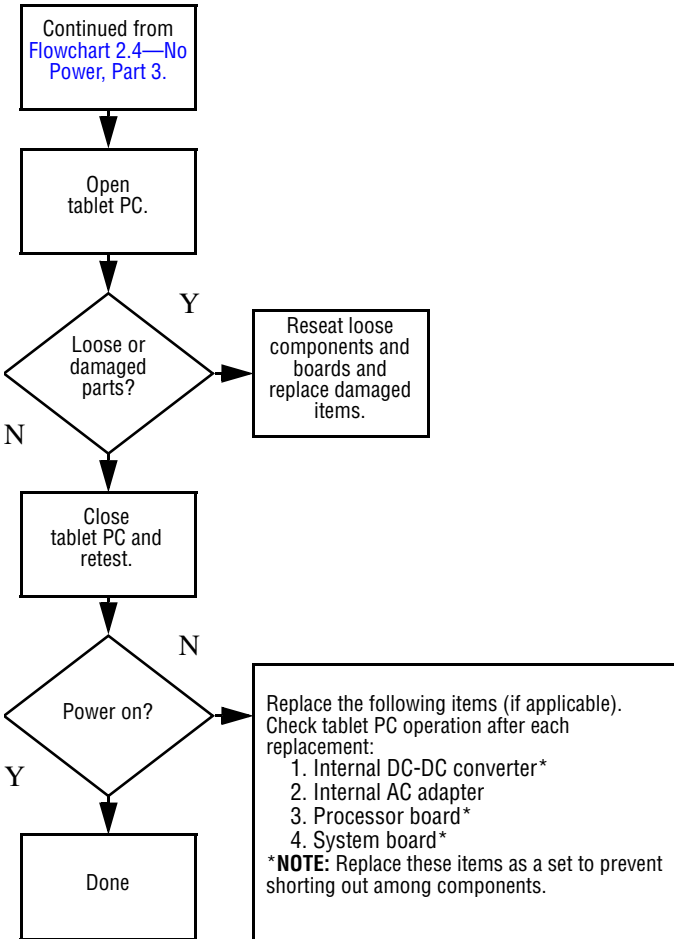 Continued from
Flowchart 2.4—No
Power, Part 3.
Open
tablet PC.
Y
Loose or
damaged
parts?
Reseat loose
components and
boards and
replace damaged
items.
N
Close
tablet PC and
retest.
N
Power on?
Replace the following items (if applicable).
Check tablet PC operation after each
replacement:
1. Internal DC-DC converter*
2. Internal AC adapter
3. Processor board*
4. System board*
*NOTE: Replace these items as a set to prevent
shorting out among components.
Y
Done